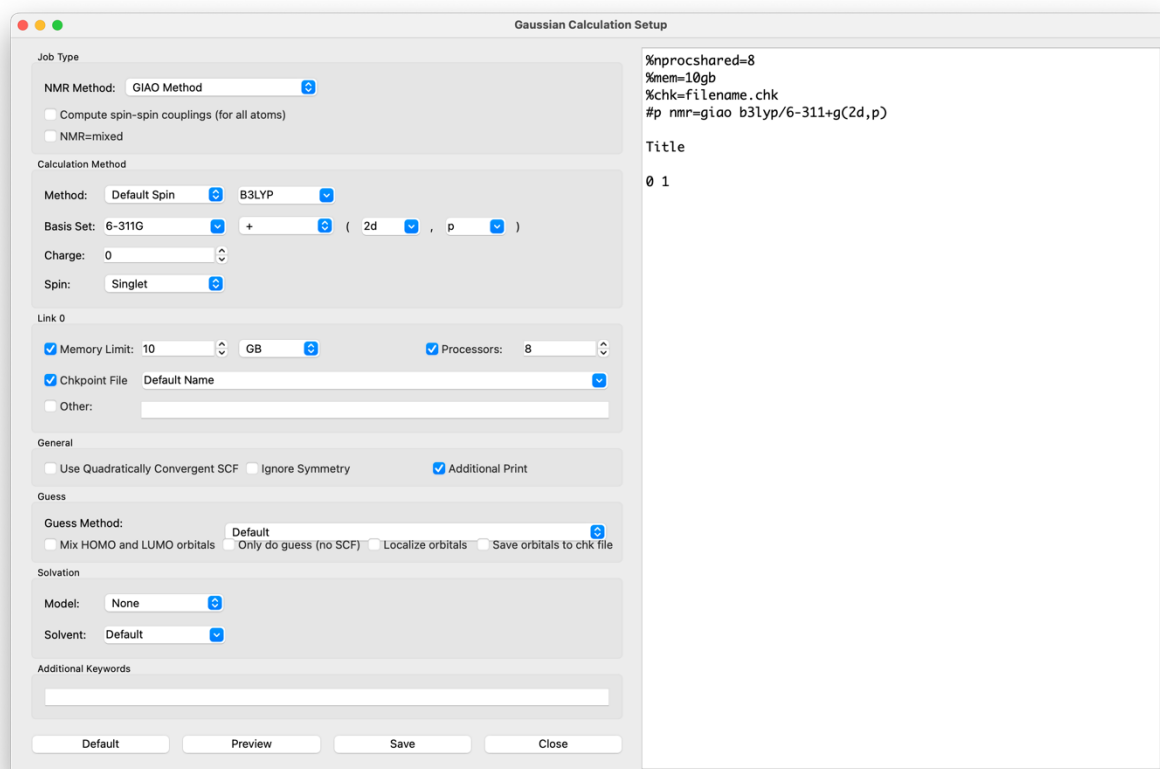 Gaussian Calculation Setup
Job Type
NMR Method: GIAO Method
Compute spin-spin couplings (for all atoms)
NMR=mixed
Calculation Method
Method: Default Spin B3LYP
Basis Set: 6-311G + ( 2d , p )
Charge: 0
Spin: Singlet
Link 0
Memory Limit: 10 GB Processors: 8
Chkpoint File Default Name
Other:
General
Use Quadratically Convergent SCF Ignore Symmetry Additional Print
Guess
Guess Method: Default
Mix HOMO and LUMO orbitals Only do guess (no SCF) Localize orbitals Save orbitals to chk file
Solvation
Model: None
Solvent: Default
Additional Keywords
Default Preview Save Close
%nprocshared=8
%mem=10gb
%chk=filename.chk
#p nmr=giao b3lyp/6-311+g(2d,p)
Title
0 1